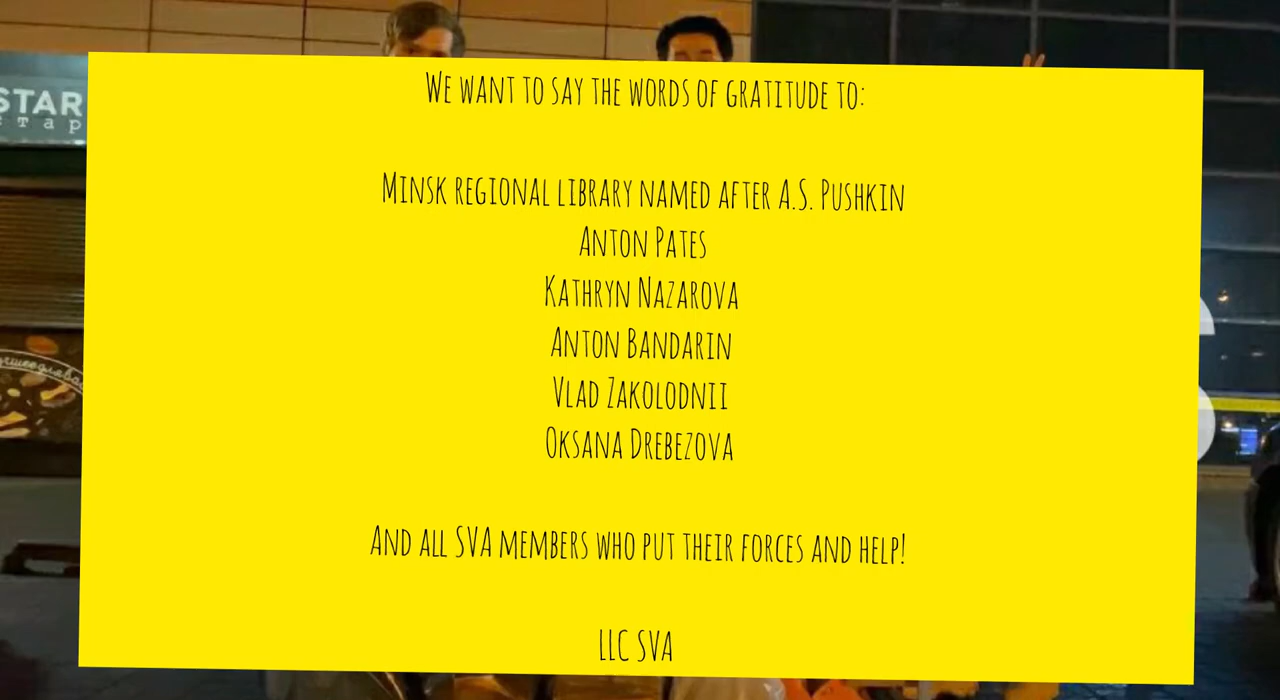 We want to say the words of gratitude to:
Minsk regional library named after A.S. Pushkin
Anton Pates
Kathryn Nazarova
Anton Bandarin
Vlad Zakolodnii
Oksana Drebezova
And all SVA members who put their forces and help!
LLC SVA
STAR
етар